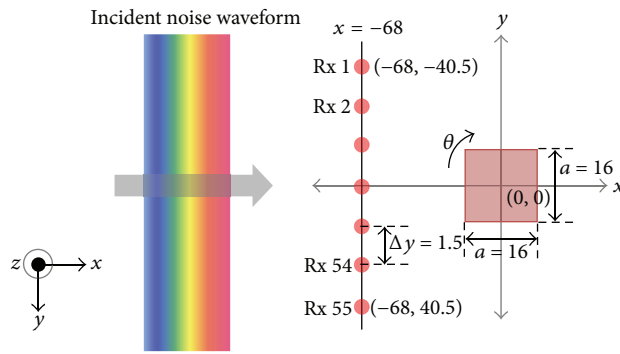 Incident noise waveform
x = −68
y
Rx 1
(−68, −40.5)
Rx 2
θ
a = 16
(0, 0)
x
Δy = 1.5
a = 16
z
x
y
Rx 54
Rx 55
(−68, 40.5)